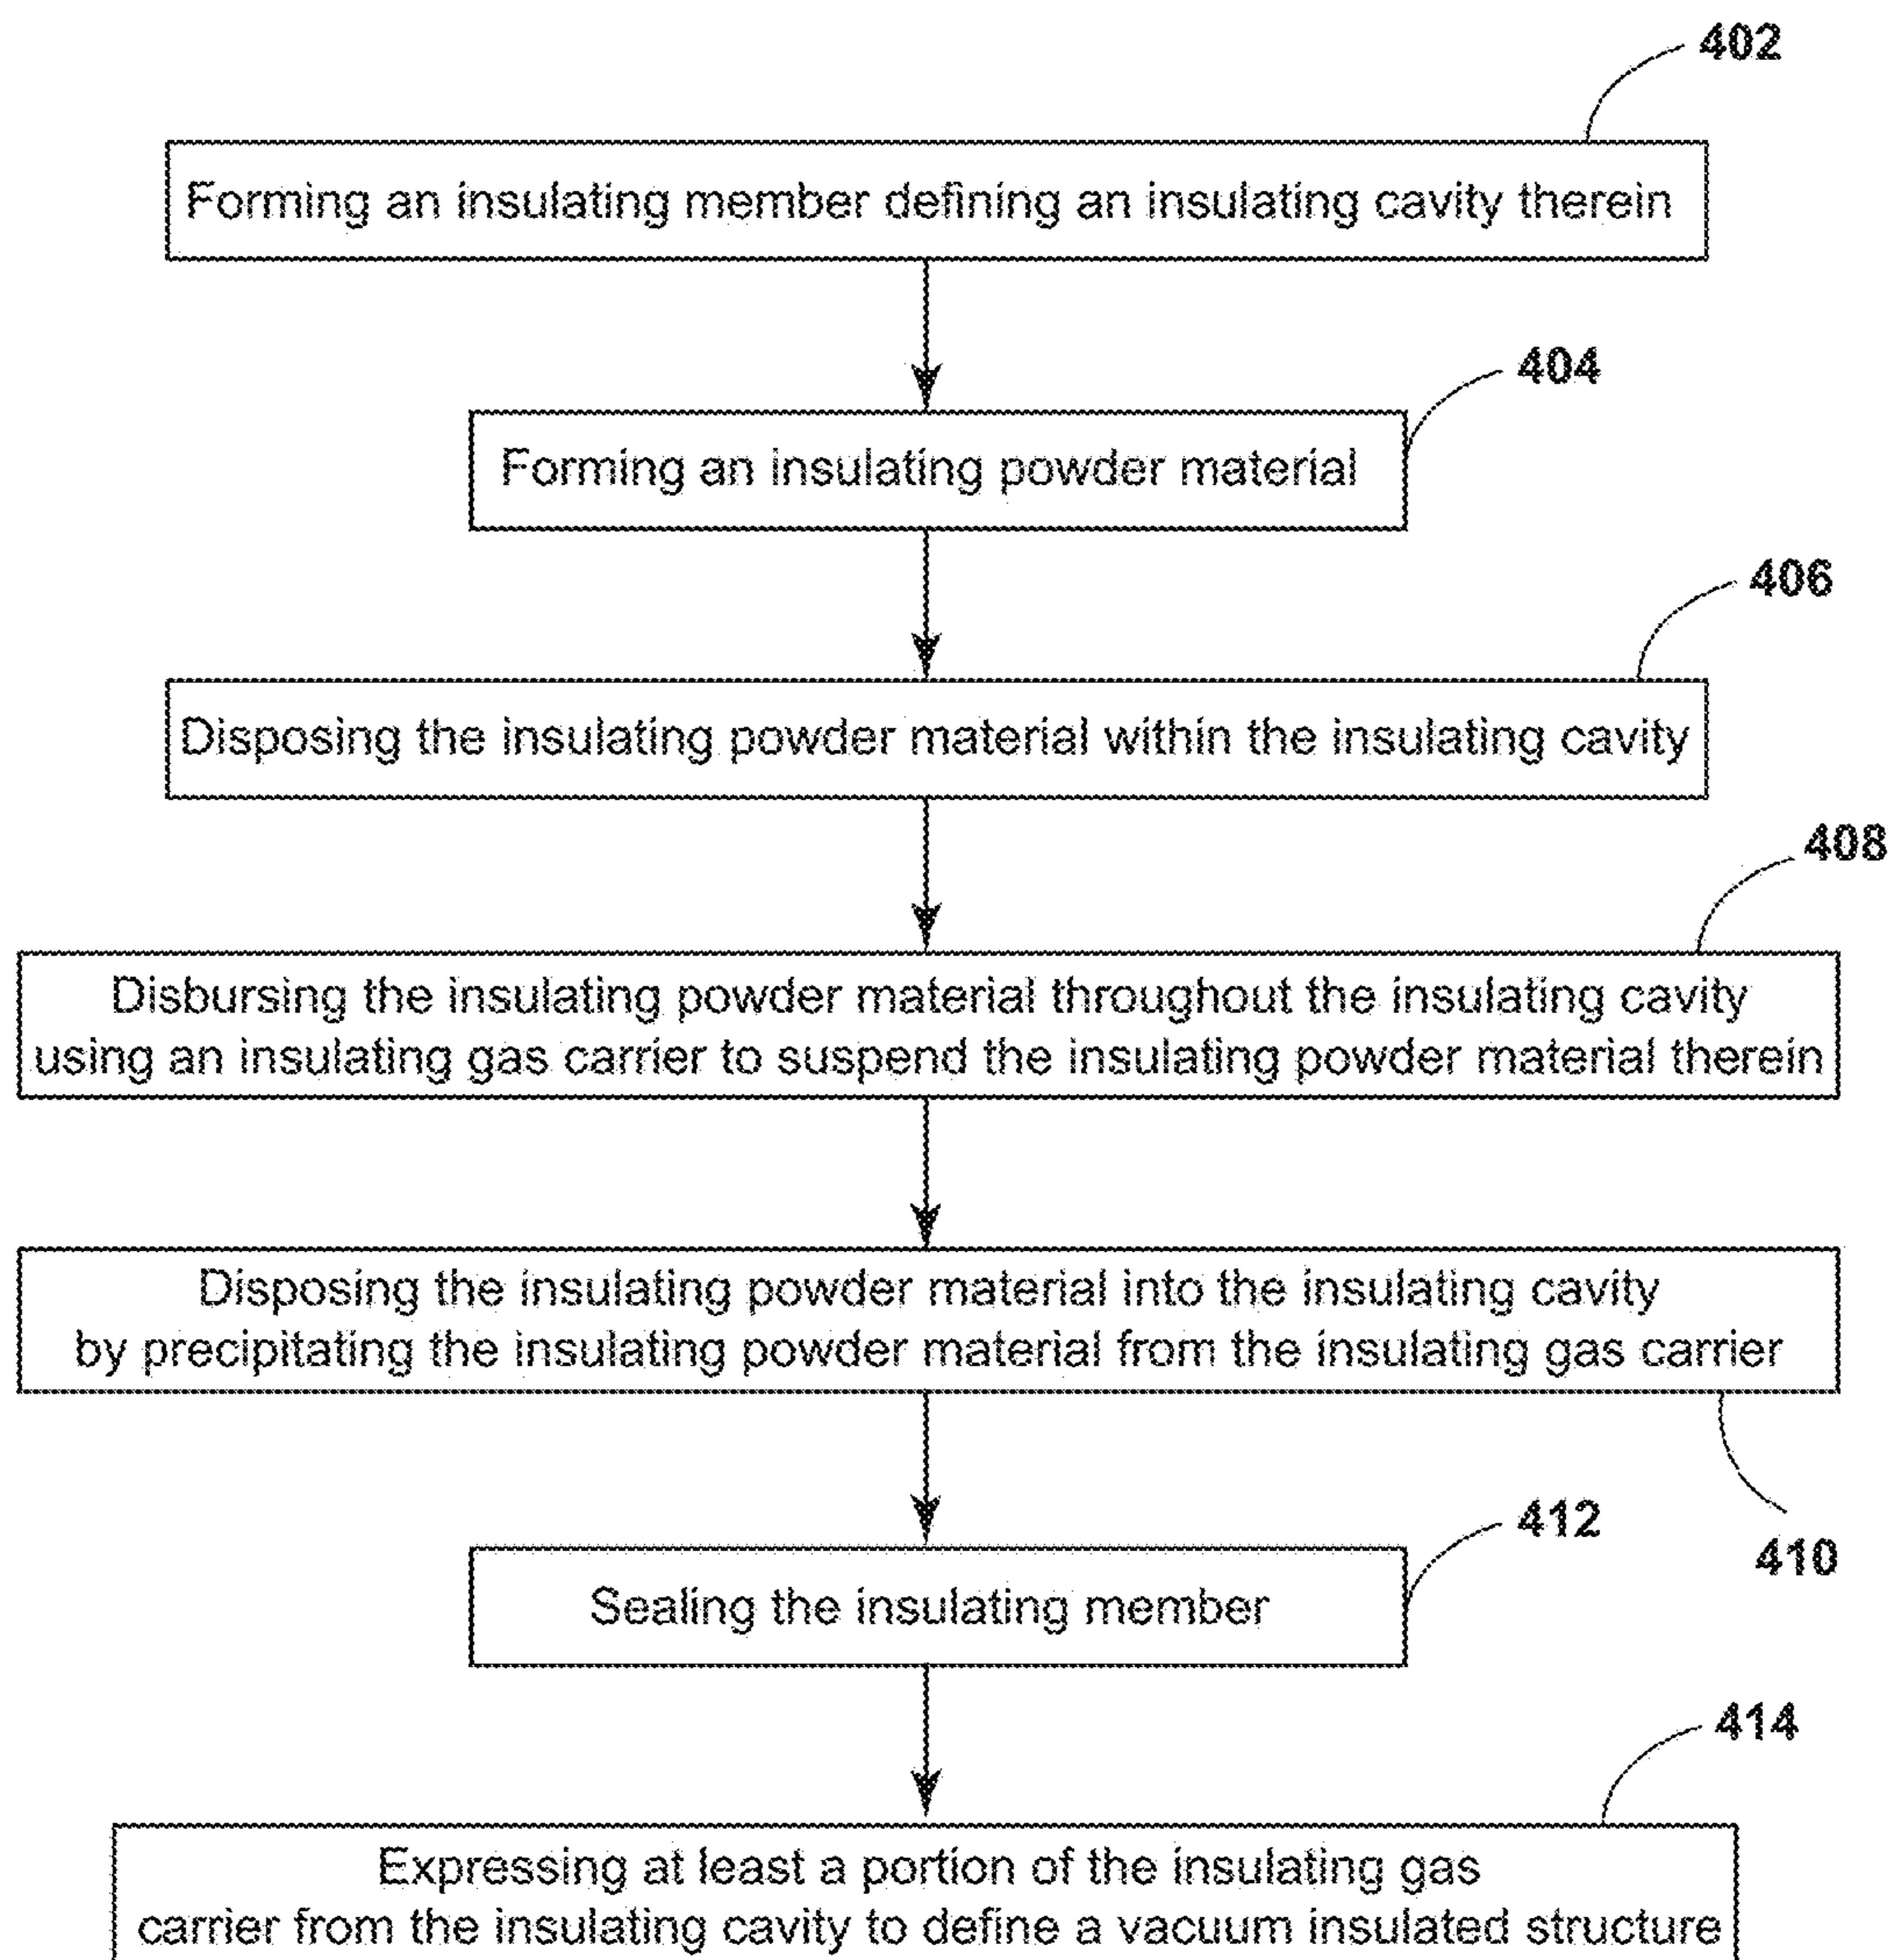 402
Forming an insulating member defining an insulating cavity therein
404
Forming an insulating powder material
406
Disposing the insulating powder material within the insulating cavity
408
Disbursing the insulating powder material throughout the insulating cavity
using an insulating gas carrier to suspend the insulating powder material therein
Disposing the insulating powder material into the insulating cavity
by precipitating the insulating powder material from the insulating gas carrier
410
412
Sealing the insulating member
414
Expressing at least a portion of the insulating gas
carrier from the insulating cavity to define a vacuum insulated structure